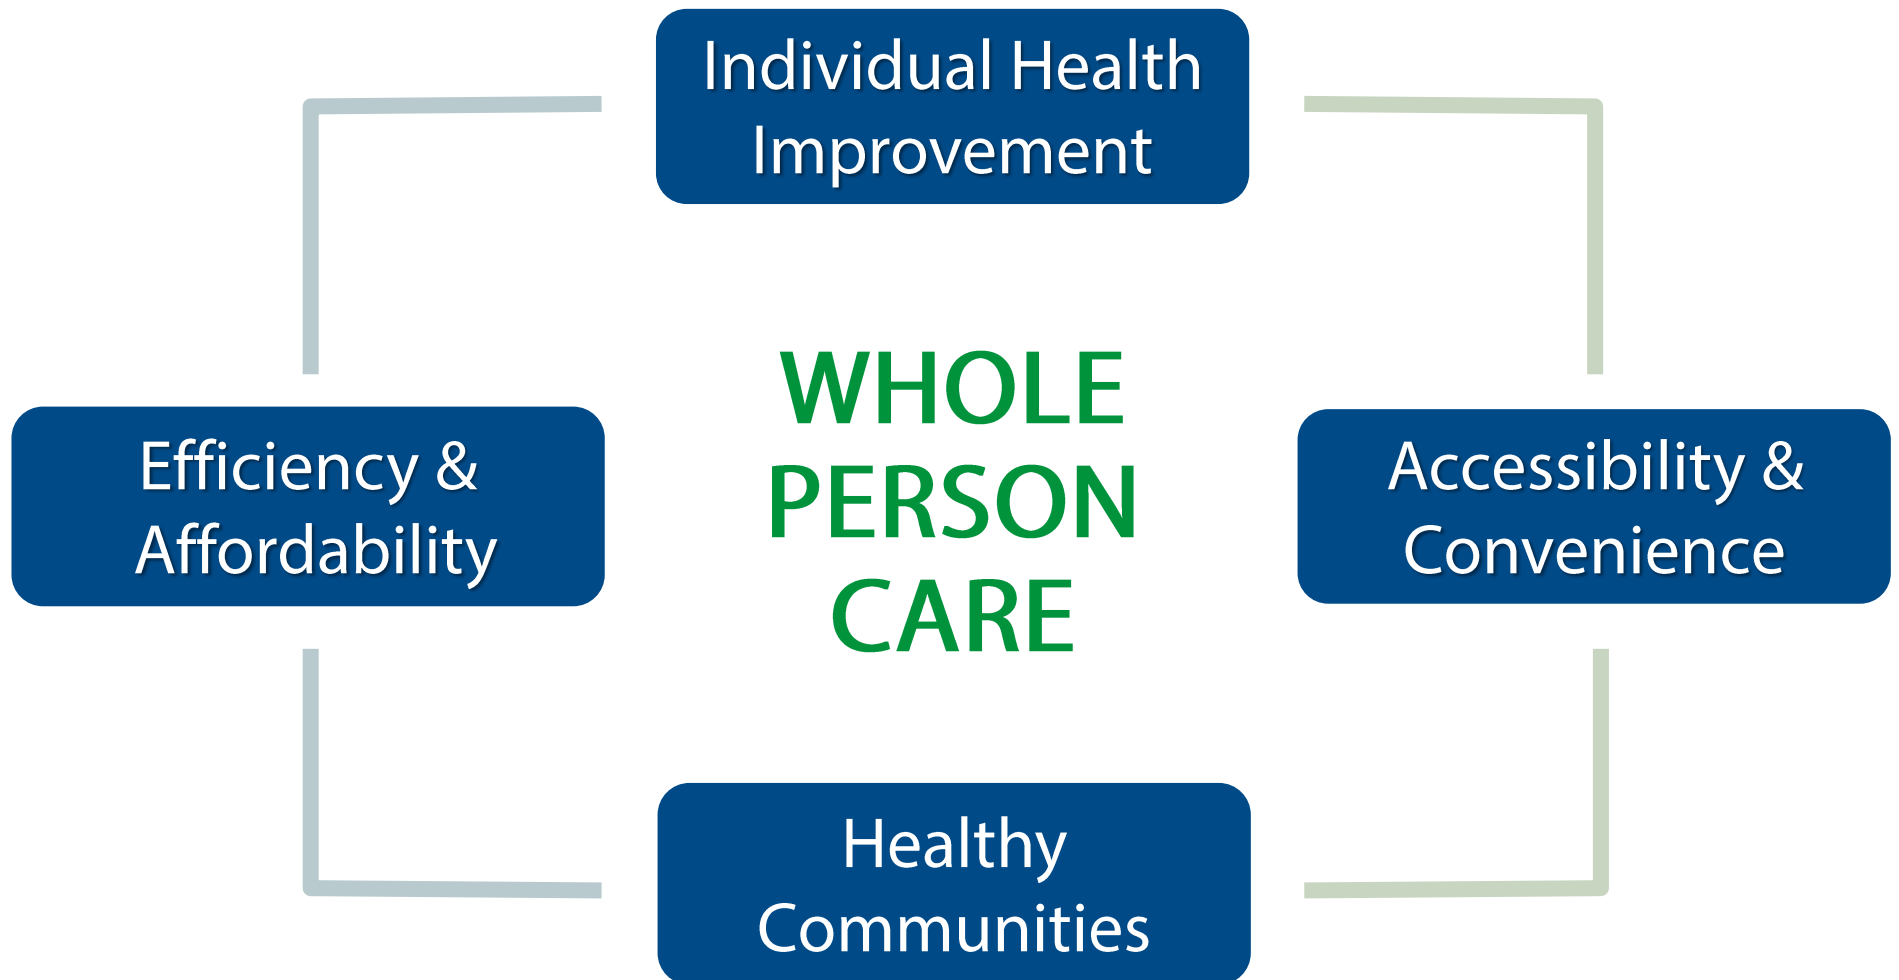 Individual Health
Improvement
WHOLE
PERSON
CARE
Efficiency &
Affordability
Accessibility &
Convenience
Healthy
Communities